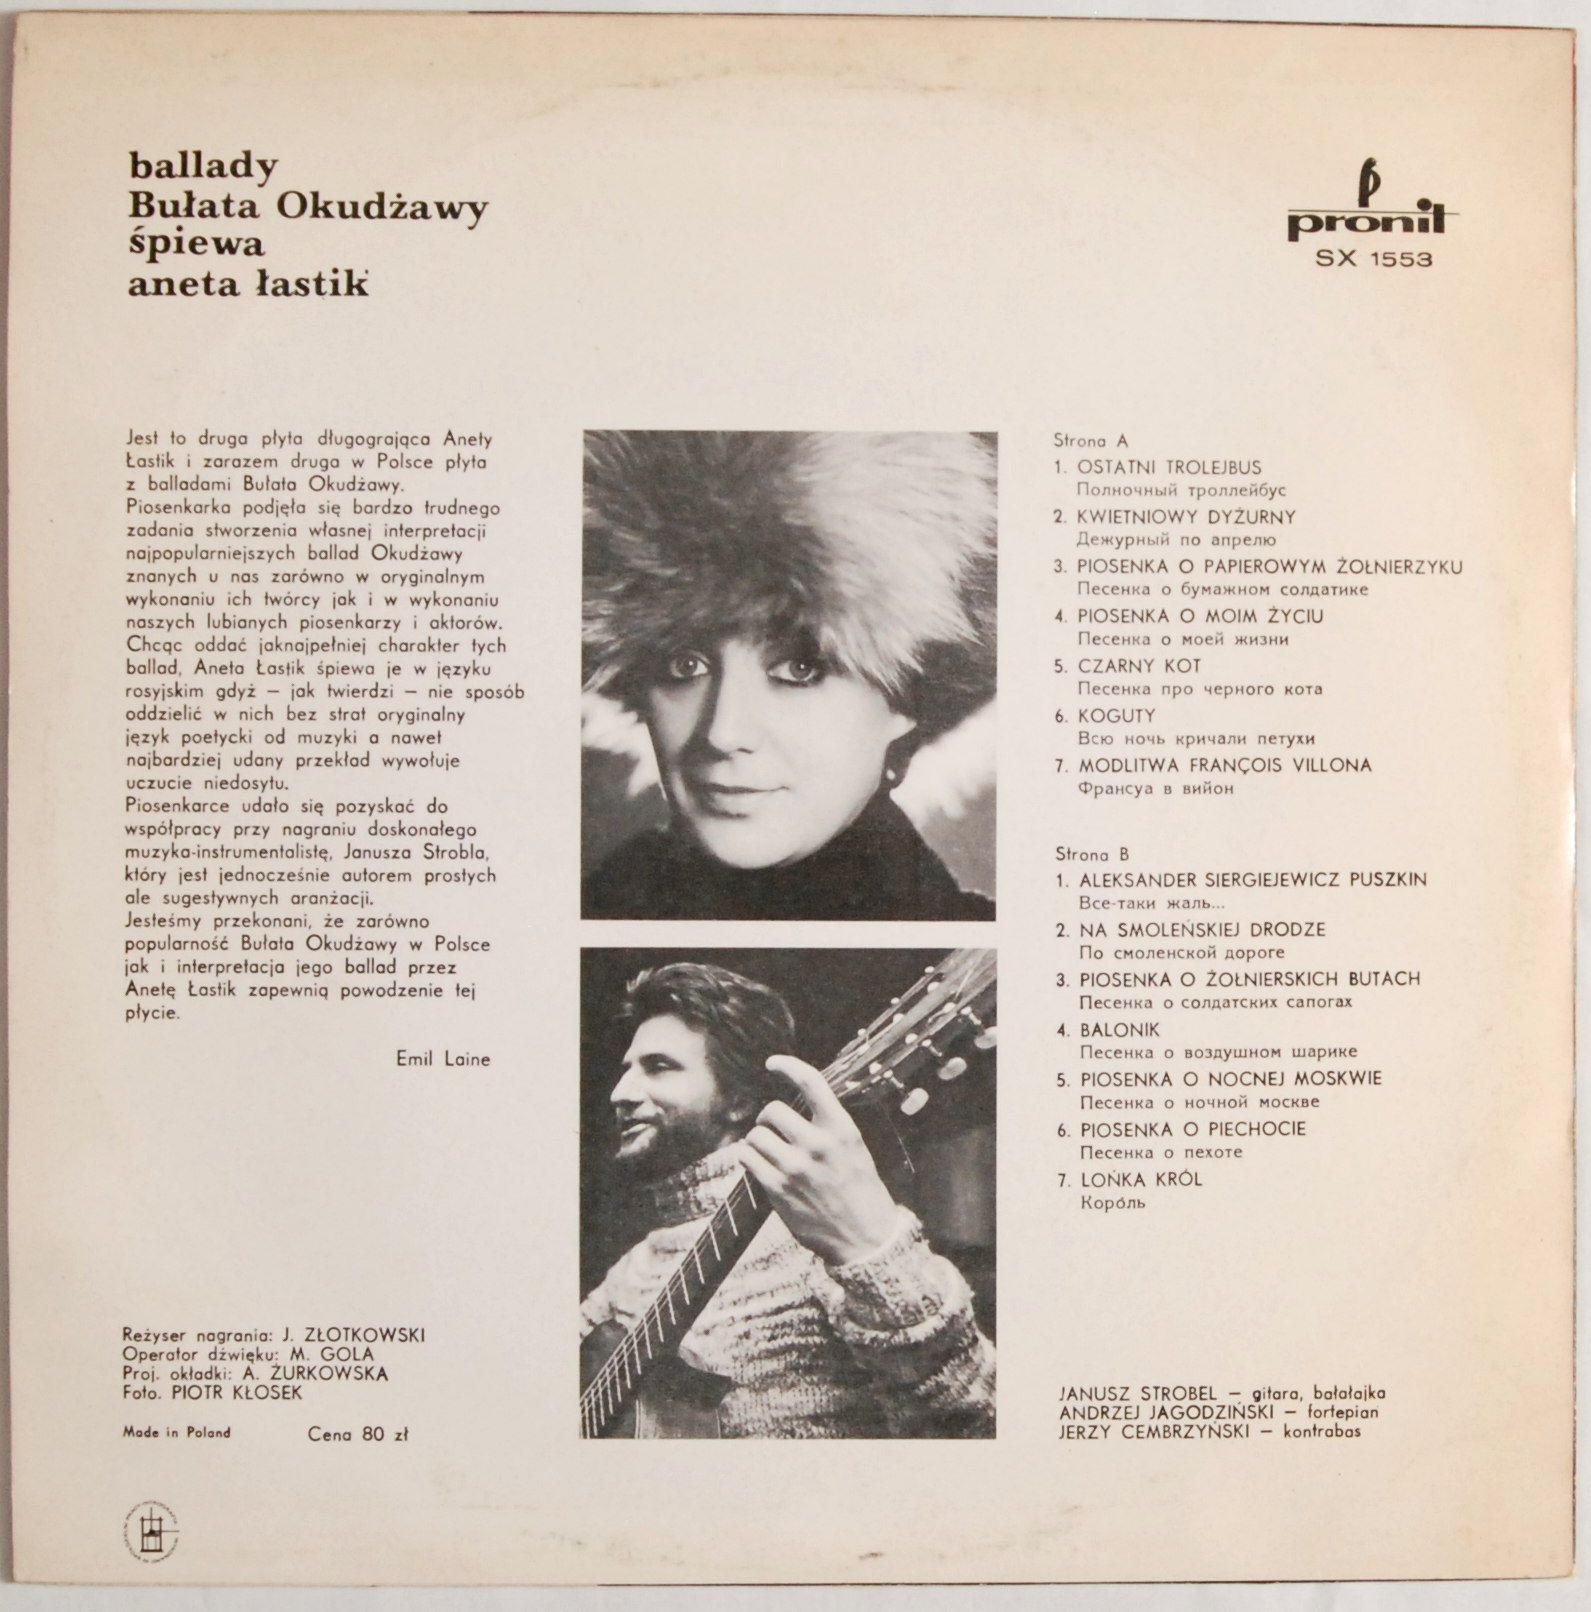 ballady
Bułata Okudżawy
śpiewa
aneta łastik
pronit
SX 1553
Jest to druga płyta długogrająca Anety
Łastik i zarazem druga w Polsce płyta
z balladami Bułata Okudżawy.
Piosenkarka podjęła się bardzo trudnego
zadania stworzenia własnej interpretacji
najpopularniejszych ballad Okudżawy
znanych u nas zarówno w oryginalnym
wykonaniu ich twórcy jak i w wykonaniu
naszych lubianych piosenkarzy i aktorów.
Chcąc oddać jaknajpełniej charakter tych
ballad, Aneta Łastik śpiewa je w języku
rosyjskim gdyż — jak twierdzi — nie sposób
oddzielić w nich bez strat oryginalny
język poetycki od muzyki a nawet
najbardziej udany przekład wywołuje
uczucie niedosytu.
Piosenkarce udało się pozyskać do
współpracy przy nagraniu doskonałego
muzyka-instrumentalistę, Janusza Strobla,
który jest jednocześnie autorem prostych
ale sugestywnych aranżacji.
Jesteśmy przekonani, że zarówno
popularność Bułata Okudżawy w Polsce
jak i interpretacja jego ballad przez
Anetę Łastik zapewnią powodzenie tej
płycie.
Emil Laine
Reżyser nagrania: J. ZŁOTKOWSKI
Operator dźwięku: M. GOLA
Proj. okładki: A. ŻURKOWSKA
Foto. PIOTR KŁOSEK
Made in Poland Cena 80 zł
Strona A
1. OSTATNI TROLEJBUS
Полночный троллейбус
2. KWIETNIOWY DYŻURNY
Дежурный по апрелю
3. PIOSENKA O PAPIEROWYM ŻOŁNIERZYKU
Песенка о бумажном солдатике
4. PIOSENKA O MOIM ŻYCIU
Песенка о моей жизни
5. CZARNY KOT
Песенка про черного кота
6. KOGUTY
Всю ночь кричали петухи
7. MODLITWA FRANÇOIS VILLONA
Франсуа в вийон
Strona B
1. ALEKSANDER SIERGIEJEWICZ PUSZKIN
Все-таки жаль...
2. NA SMOLEŃSKIEJ DRODZE
По смоленской дороге
3. PIOSENKA O ŻOŁNIERSKICH BUTACH
Песенка о солдатских сапогах
4. BALONIK
Песенка о воздушном шарике
5. PIOSENKA O NOCNEJ MOSKWIE
Песенка о ночной москве
6. PIOSENKA O PIECHOCIE
Песенка о пехоте
7. LOŃKA KRÓL
Коро́ль
JANUSZ STROBEL — gitara, bałałajka
ANDRZEJ JAGODZIŃSKI — fortepian
JERZY CEMBRZYŃSKI — kontrabas